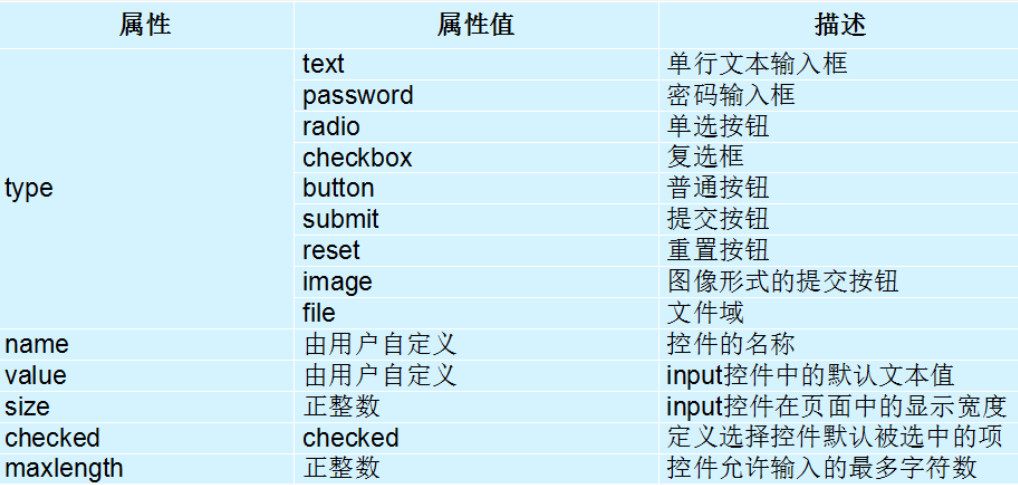 属性 属性值 描述
text 单行文本输入框
password 密码输入框
radio 单选按钮
checkbox 复选框
type button 普通按钮
submit 提交按钮
reset 重置按钮
image 图像形式的提交按钮
file 文件域
name 由用户自定义 控件的名称
value 由用户自定义 input控件中的默认文本值
size 正整数 input控件在页面中的显示宽度
checked checked 定义选择控件默认被选中的项
maxlength 正整数 控件允许输入的最多字符数